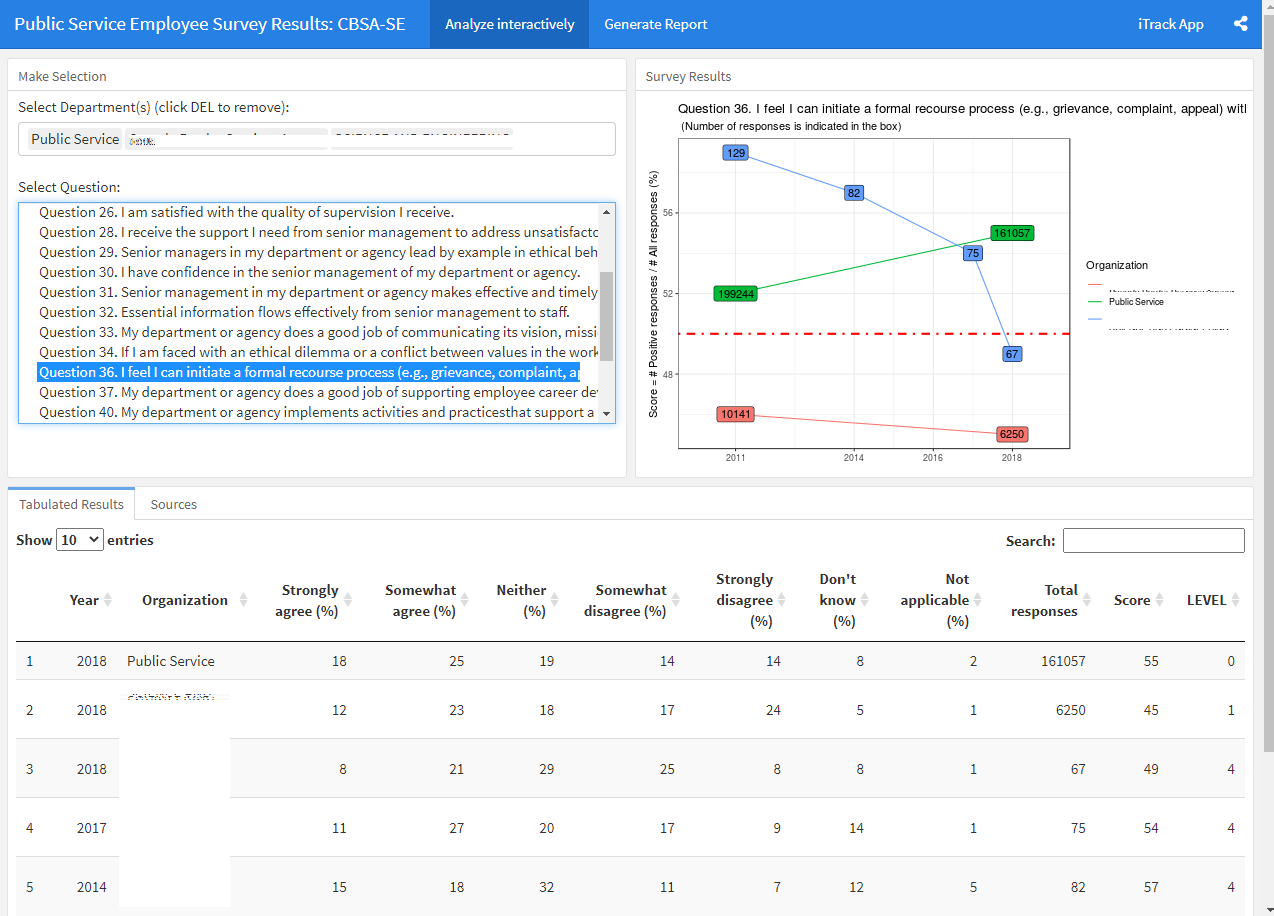 Public Service Employee Survey Results: CBSA-SE
Analyze interactively
Generate Report
iTrack App
Make Selection
Select Department(s) (click DEL to remove):
Public Service
Select Question:
Question 26. I am satisfied with the quality of supervision I receive.
Question 28. I receive the support I need from senior management to address unsatisfacto
Question 29. Senior managers in my department or agency lead by example in ethical beh
Question 30. I have confidence in the senior management of my department or agency.
Question 31. Senior management in my department or agency makes effective and timely
Question 32. Essential information flows effectively from senior management to staff.
Question 33. My department or agency does a good job of communicating its vision, missi
Question 34. If I am faced with an ethical dilemma or a conflict between values in the work
Question 36. I feel I can initiate a formal recourse process (e.g., grievance, complaint, ap
Question 37. My department or agency does a good job of supporting employee career de
Question 40. My department or agency implements activities and practicesthat support a
Survey Results
Question 36. I feel I can initiate a formal recourse process (e.g., grievance, complaint, appeal) witl
(Number of responses is indicated in the box)
Score = # Positive responses / # All responses (%)
56
52
48
129
82
161057
75
199244
67
10141
6250
2011 2014 2016 2018
Organization
Public Service
Tabulated Results
Sources
Show 10 entries
Search:
Year Organization Strongly agree (%) Somewhat agree (%) Neither (%) Somewhat disagree (%) Strongly disagree (%) Don't know (%) Not applicable (%) Total responses Score LEVEL
1 2018 Public Service 18 25 19 14 14 8 2 161057 55 0
2 2018 12 23 18 17 24 5 1 6250 45 1
3 2018 8 21 29 25 8 8 1 67 49 4
4 2017 11 27 20 17 9 14 1 75 54 4
5 2014 15 18 32 11 7 12 5 82 57 4